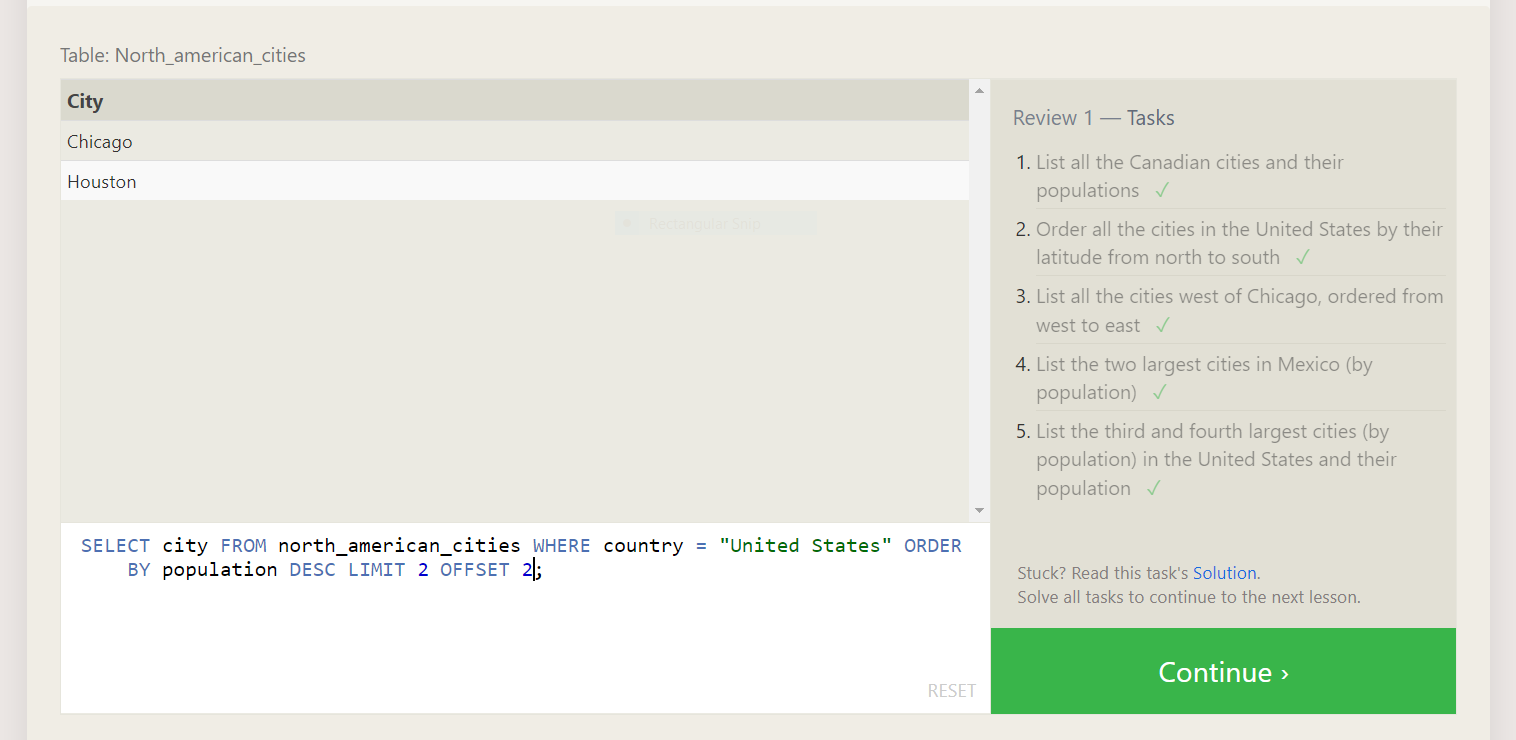 Table: North_american_cities
City
Chicago
Houston
Rectangular Snip
SELECT city FROM north_american_cities WHERE country = "United States" ORDER
BY population DESC LIMIT 2 OFFSET 2;
RESET
Review 1 — Tasks
1. List all the Canadian cities and their
populations ✓
2. Order all the cities in the United States by their
latitude from north to south ✓
3. List all the cities west of Chicago, ordered from
west to east ✓
4. List the two largest cities in Mexico (by
population) ✓
5. List the third and fourth largest cities (by
population) in the United States and their
population ✓
Stuck? Read this task's Solution.
Solve all tasks to continue to the next lesson.
Continue ›